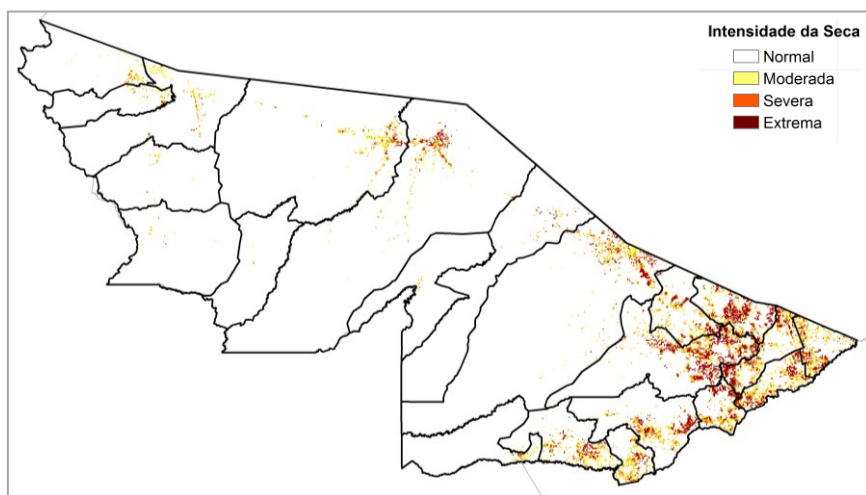 Intensidade da Seca
Normal
Moderada
Severa
Extrema